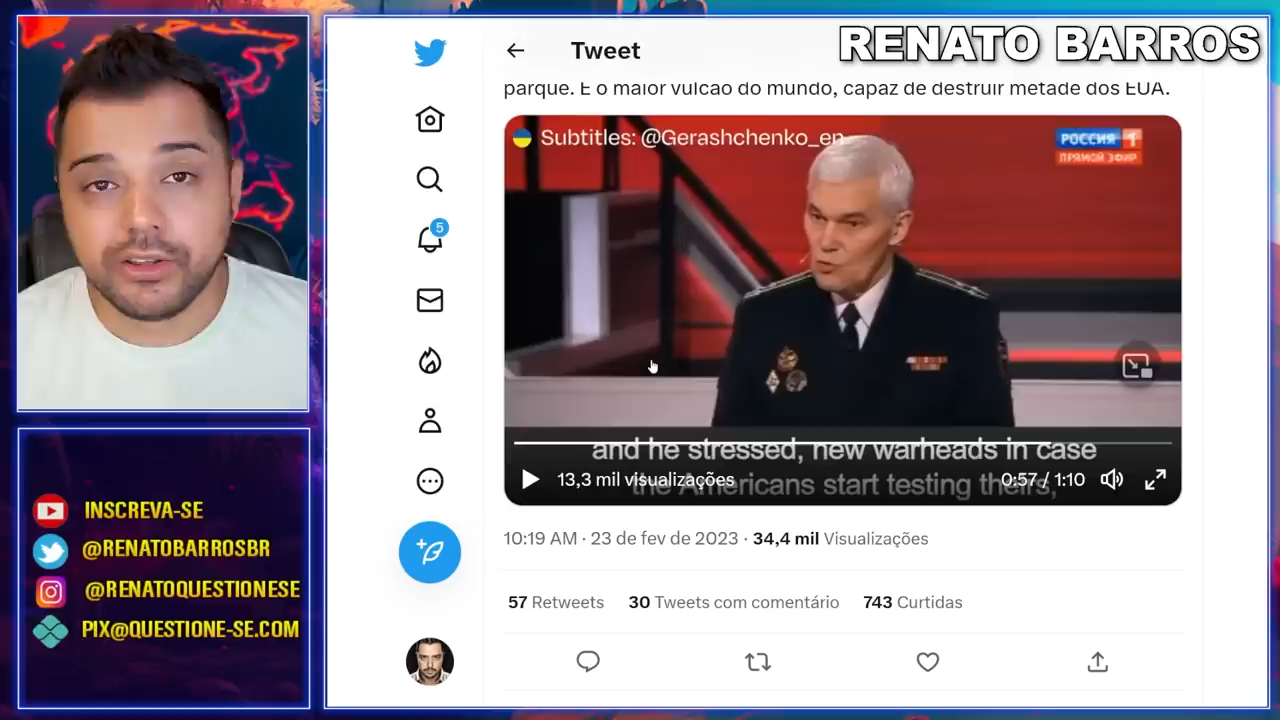 RENATO BARROS
Tweet
parque. É o maior vulcão do mundo, capaz de destruir metade dos EUA.
Subtitles: @Gerashchenko_en
РОССИЯ 1
ПРЯМОЙ ЭФИР
5
and he stressed, new warheads in case
the Americans start testing theirs,
13,3 mil visualizações
0:57 / 1:10
10:19 AM · 23 de fev de 2023 · 34,4 mil Visualizações
57 Retweets 30 Tweets com comentário 743 Curtidas
INSCREVA-SE
@RENATOBARROSBR
@RENATOQUESTIONESE
PIX@QUESTIONE-SE.COM